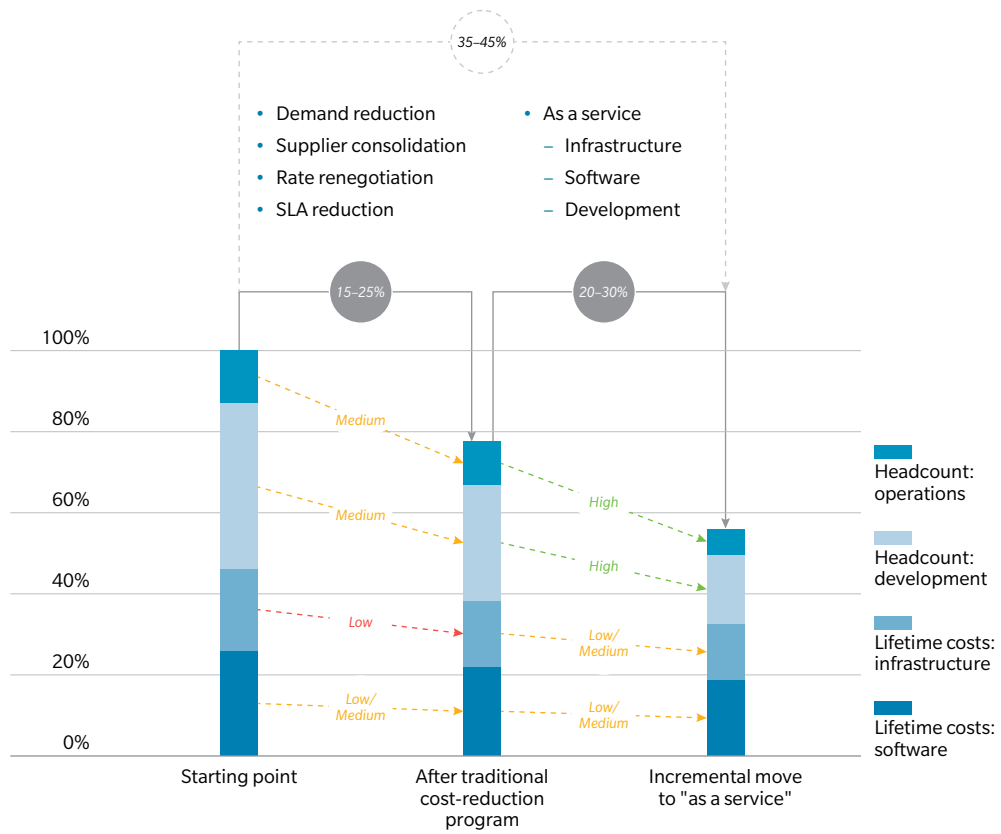 35–45%
• Demand reduction
• Supplier consolidation
• Rate renegotiation
• SLA reduction
• As a service
– Infrastructure
– Software
– Development
15–25%
20–30%
100%
80%
60%
40%
20%
0%
Medium
Medium
Low
Low/
Medium
High
High
Low/
Medium
Low/
Medium
Starting point
After traditional
cost-reduction
program
Incremental move
to "as a service"
Headcount:
operations
Headcount:
development
Lifetime costs:
infrastructure
Lifetime costs:
software